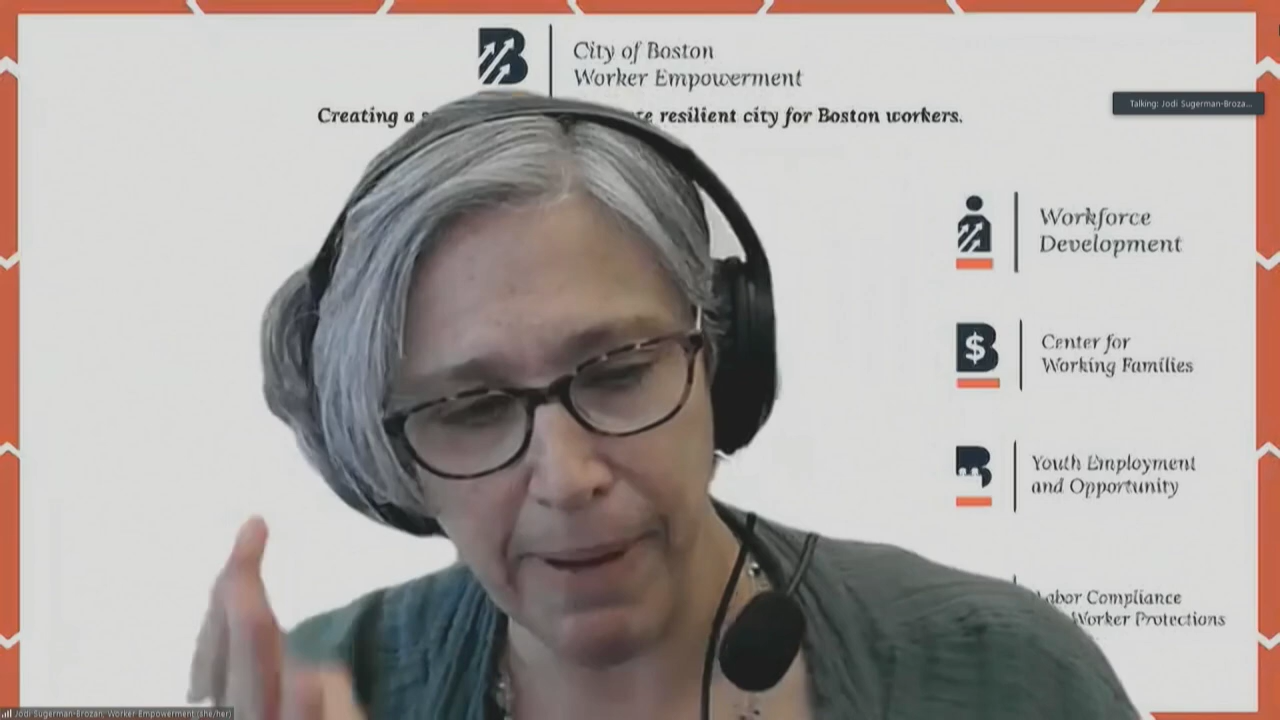 City of Boston
Worker Empowerment
Creating a resilient city for Boston workers.
Talking: Jodi Sugerman-Broza...
Workforce
Development
Center for
Working Families
Youth Employment
and Opportunity
Labor Compliance
Worker Protections
Jodi Sugerman-Brozan, Worker Empowerment (she/her)